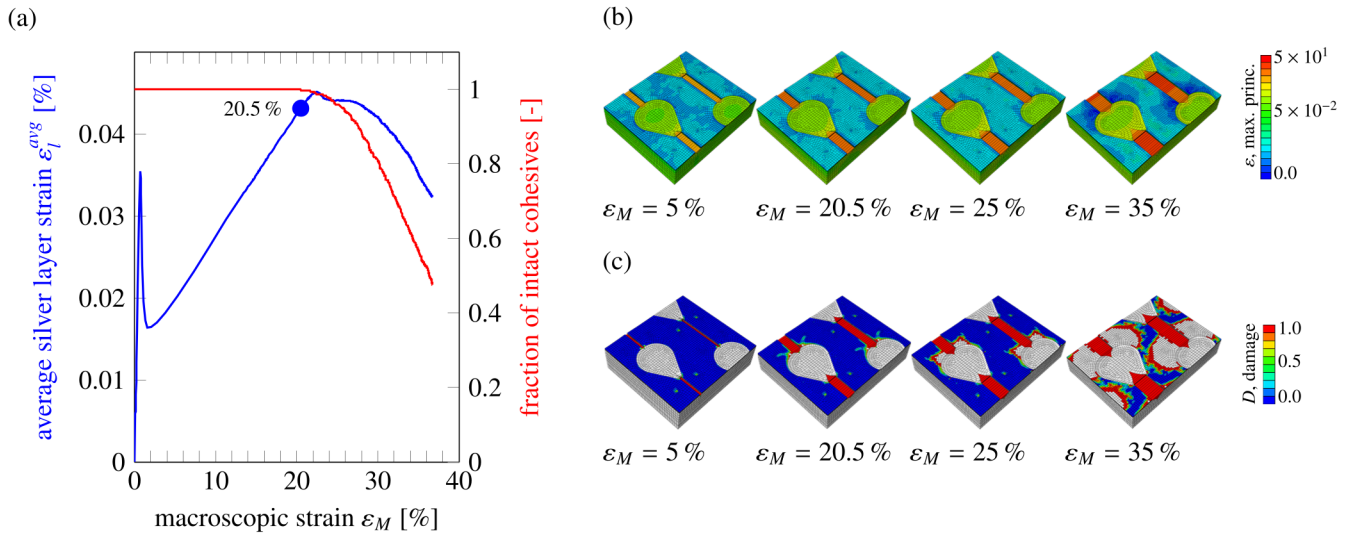 (a)
average silver layer strain ε_l^avg [%]
0.04
0.03
0.02
0.01
0
20.5 %
1
0.8
0.6
0.4
0.2
0
fraction of intact cohesives [-]
0 10 20 30 40
macroscopic strain ε_M [%]
(b)
ε_M = 5 % ε_M = 20.5 % ε_M = 25 % ε_M = 35 %
ε, max. princ.
5 × 10^1
5 × 10^−2
0.0
(c)
ε_M = 5 % ε_M = 20.5 % ε_M = 25 % ε_M = 35 %
D, damage
1.0
0.5
0.0